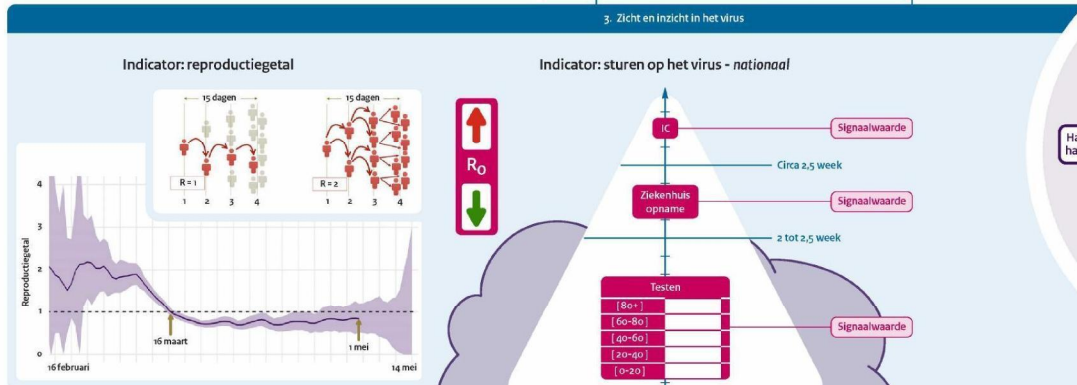 3. Zicht en inzicht in het virus
Indicator: reproductiegetal
15 dagen
R = 1
1 2 3 4
15 dagen
R = 2
1 2 3 4
Reproductiegetal
4
3
2
1
0
16 maart
1 mei
16 februari
14 mei
Indicator: sturen op het virus - nationaal
R0
IC
Signaalwaarde
Circa 2,5 week
Ziekenhuis
opname
Signaalwaarde
2 tot 2,5 week
Testen
[80+]
[60-80]
[40-60]
[20-40]
[0-20]
Signaalwaarde